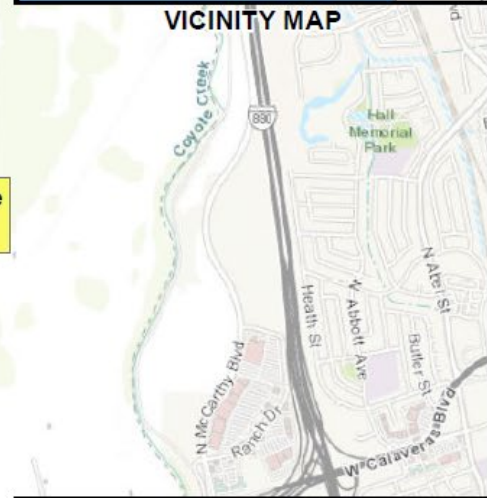 VICINITY MAP
vd
Coyote Creek
880
Hall
Memorial
Park
e
N Abel St
Heath St
W Abbott Ave
Butler St
N McCarthy Blvd
Ranch Dr
W Calaveras Blvd